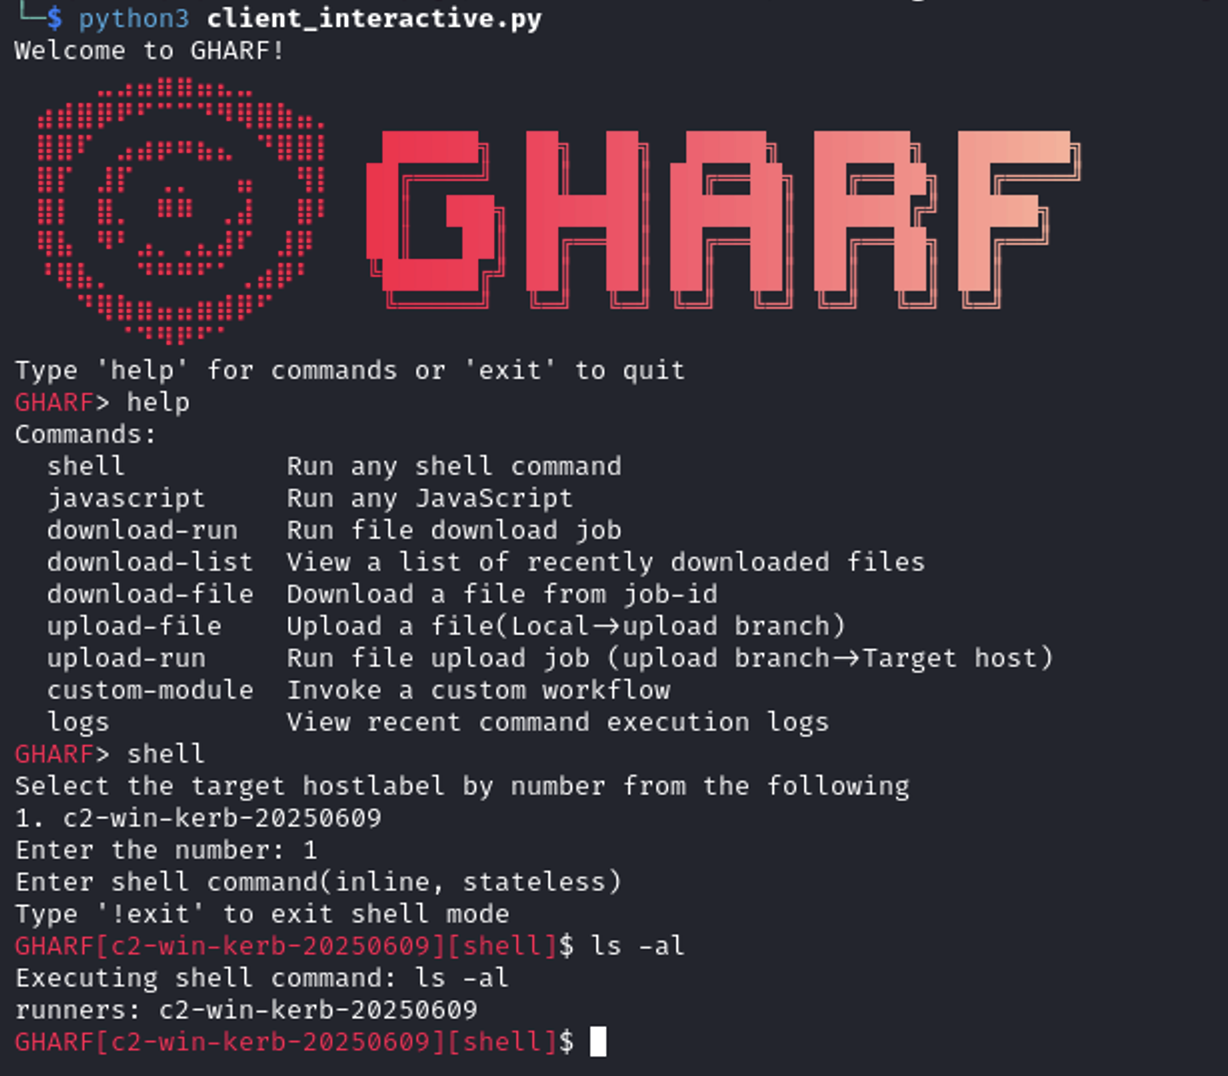 └─$ python3 client_interactive.py
Welcome to GHARF!
GHARF
Type 'help' for commands or 'exit' to quit
GHARF> help
Commands:
  shell          Run any shell command
  javascript     Run any JavaScript
  download-run   Run file download job
  download-list  View a list of recently downloaded files
  download-file  Download a file from job-id
  upload-file    Upload a file(Local→upload branch)
  upload-run     Run file upload job (upload branch→Target host)
  custom-module  Invoke a custom workflow
  logs           View recent command execution logs
GHARF> shell
Select the target hostlabel by number from the following
1. c2-win-kerb-20250609
Enter the number: 1
Enter shell command(inline, stateless)
Type '!exit' to exit shell mode
GHARF[c2-win-kerb-20250609][shell]$ ls -al
Executing shell command: ls -al
runners: c2-win-kerb-20250609
GHARF[c2-win-kerb-20250609][shell]$